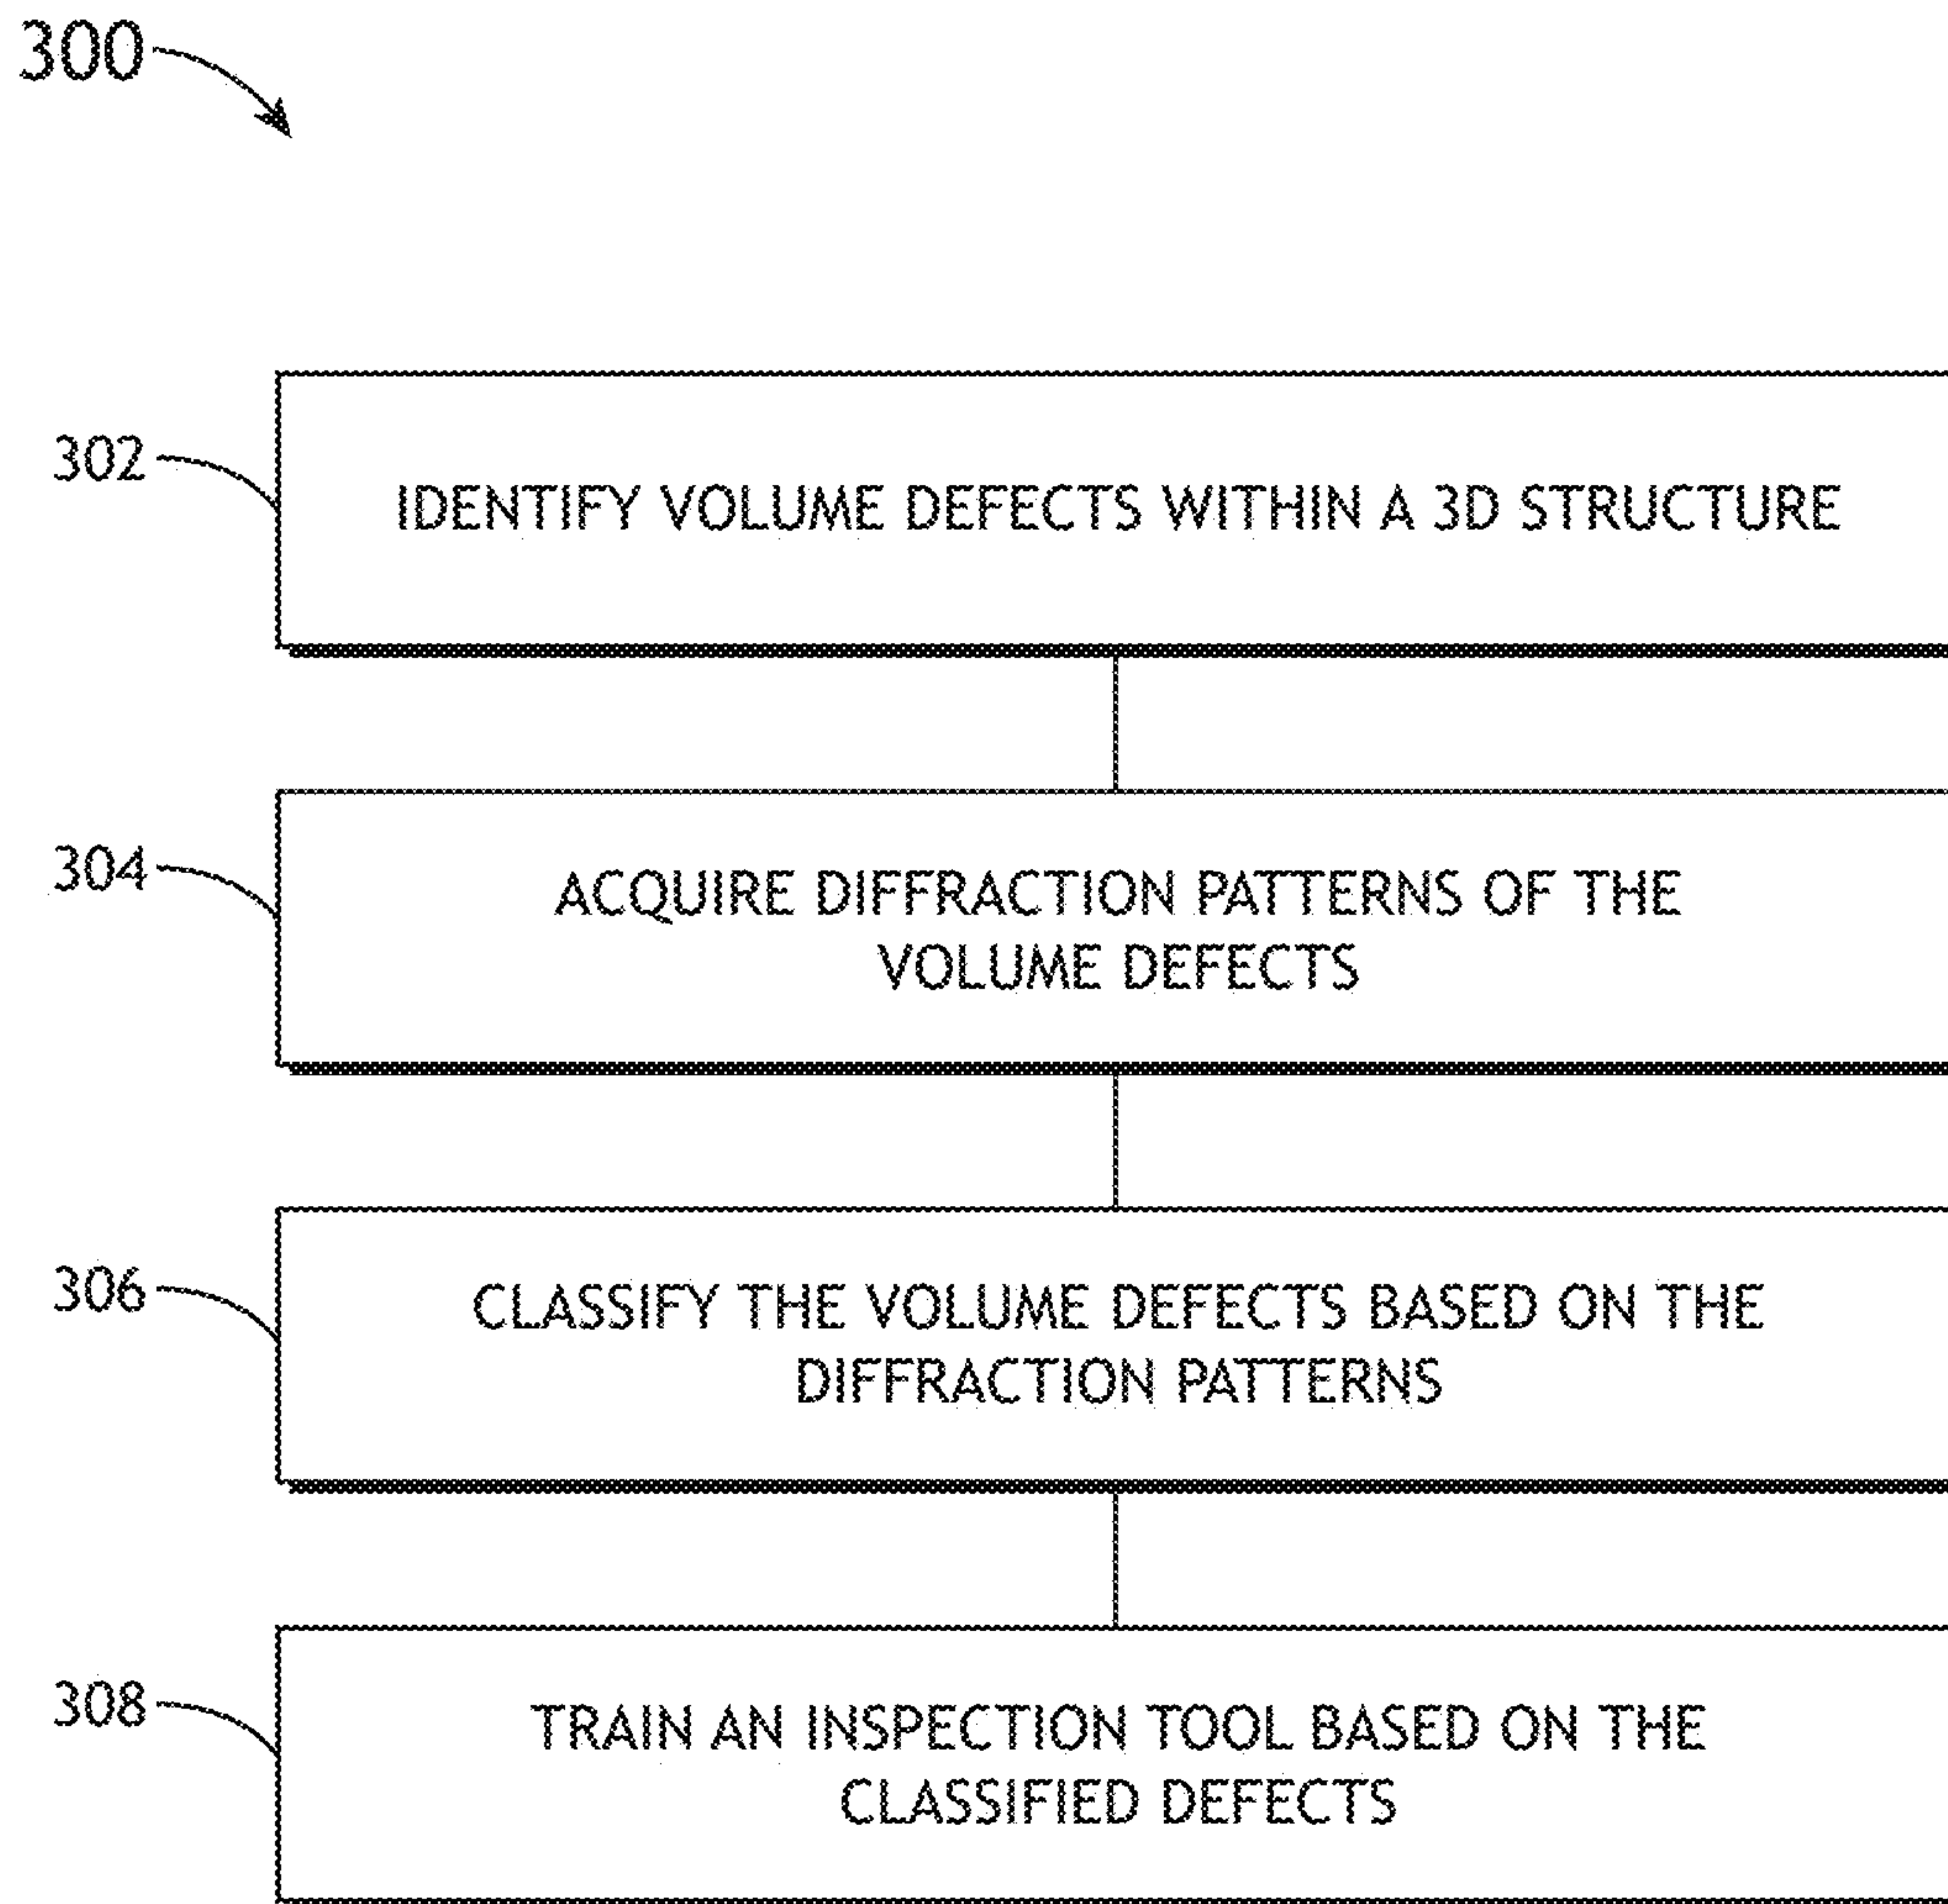 300
302
IDENTIFY VOLUME DEFECTS WITHIN A 3D STRUCTURE
304
ACQUIRE DIFFRACTION PATTERNS OF THE
VOLUME DEFECTS
306
CLASSIFY THE VOLUME DEFECTS BASED ON THE
DIFFRACTION PATTERNS
308
TRAIN AN INSPECTION TOOL BASED ON THE
CLASSIFIED DEFECTS